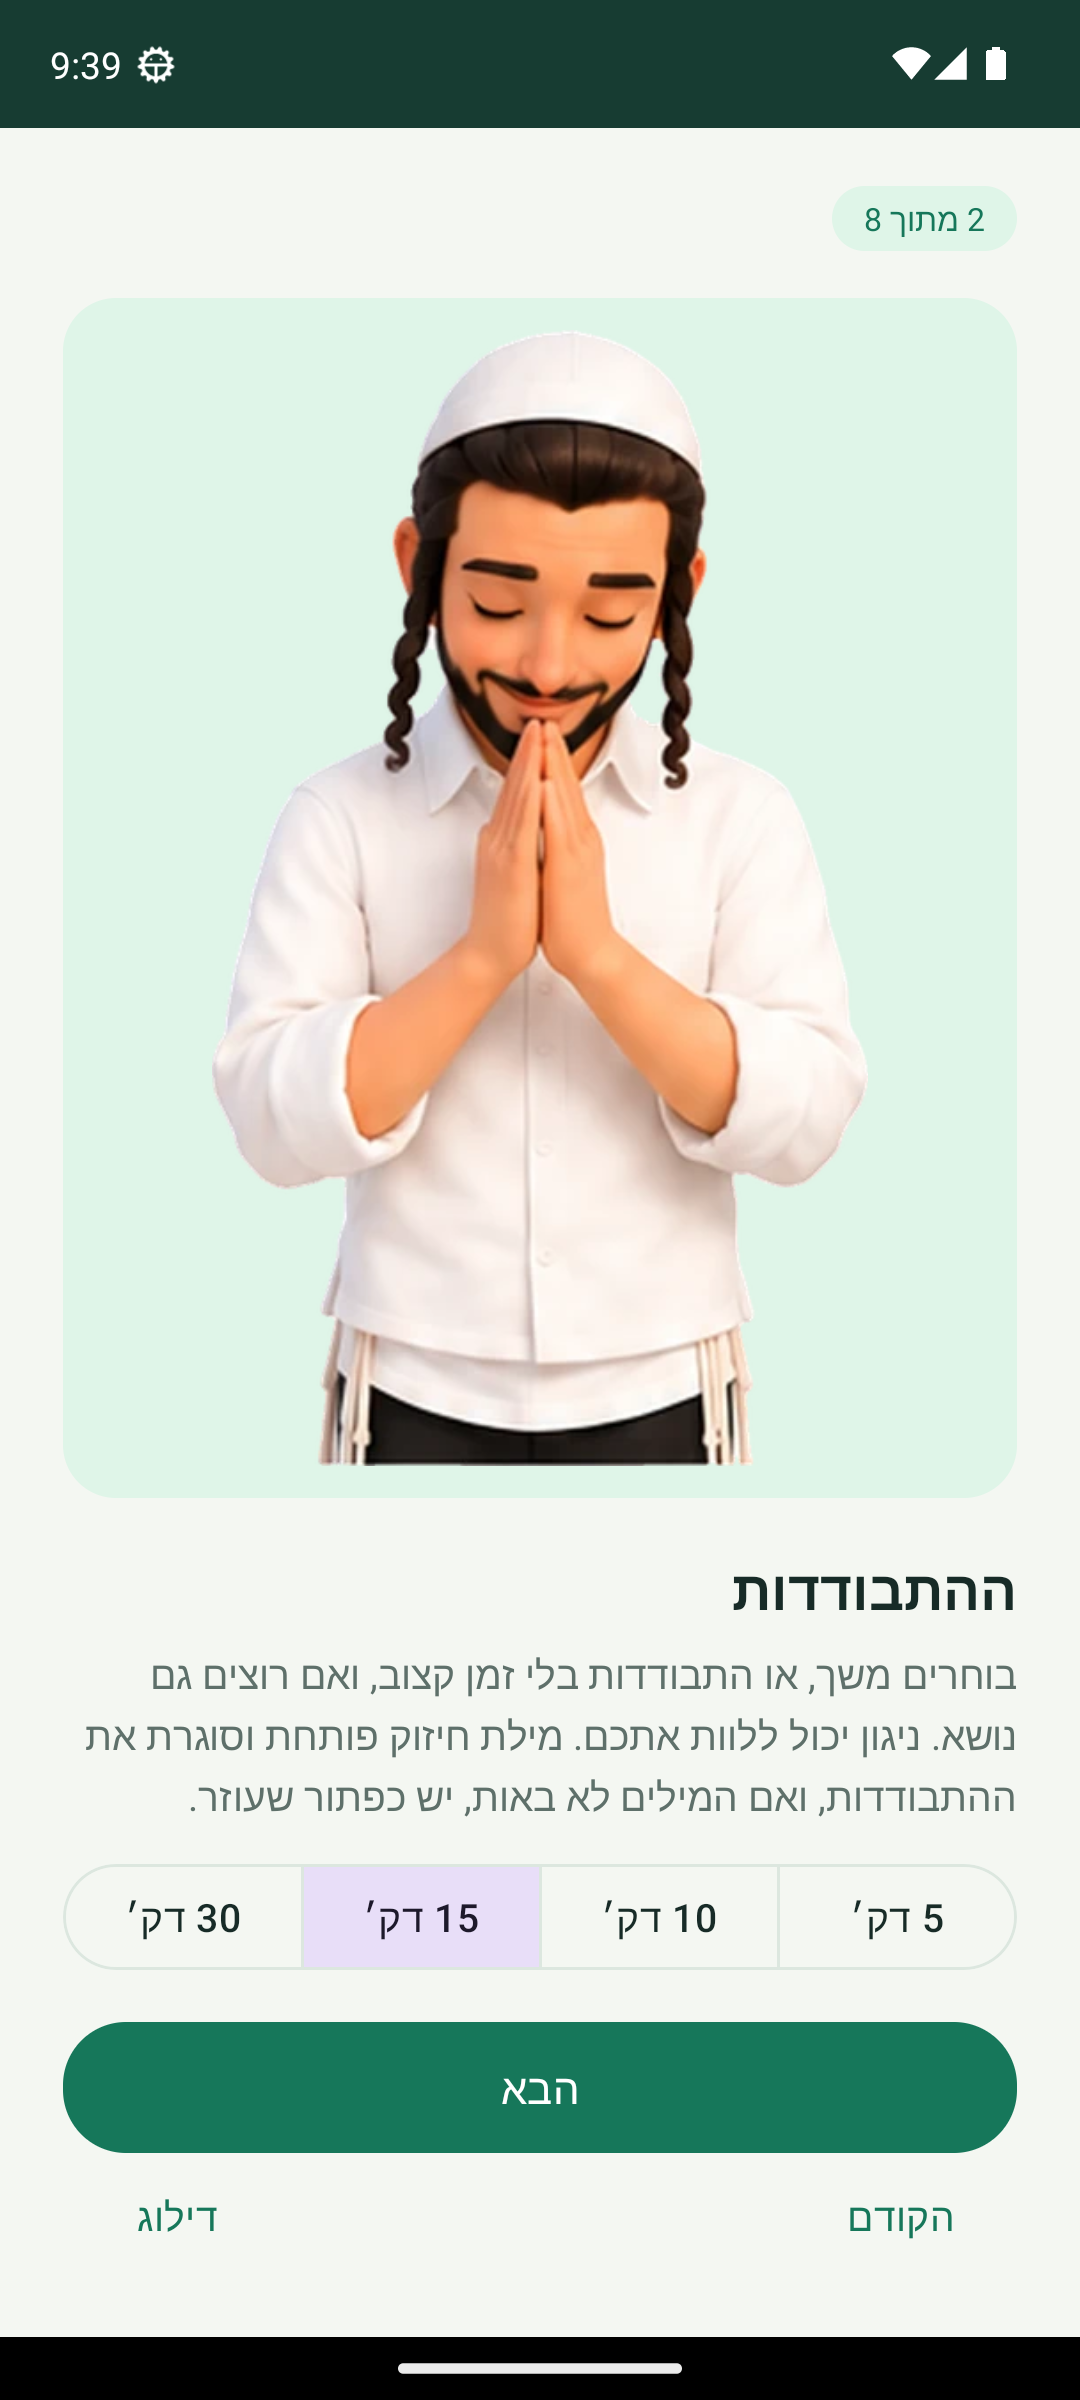 9:39
2 מתוך 8
ההתבודדות
בוחרים משך, או התבודדות בלי זמן קצוב, ואם רוצים גם
נושא. ניגון יכול ללוות אתכם. מילת חיזוק פותחת וסוגרת את
ההתבודדות, ואם המילים לא באות, יש כפתור שעוזר.
5 דק׳
10 דק׳
15 דק׳
30 דק׳
הבא
הקודם
דילוג